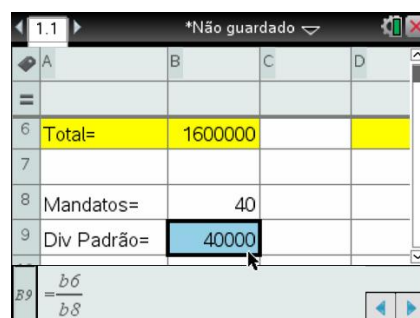 1.1 *Não guardado
A B C D
=
6 Total= 1600000
7
8 Mandatos= 40
9 Div Padrão= 40000
B9 =b6/b8